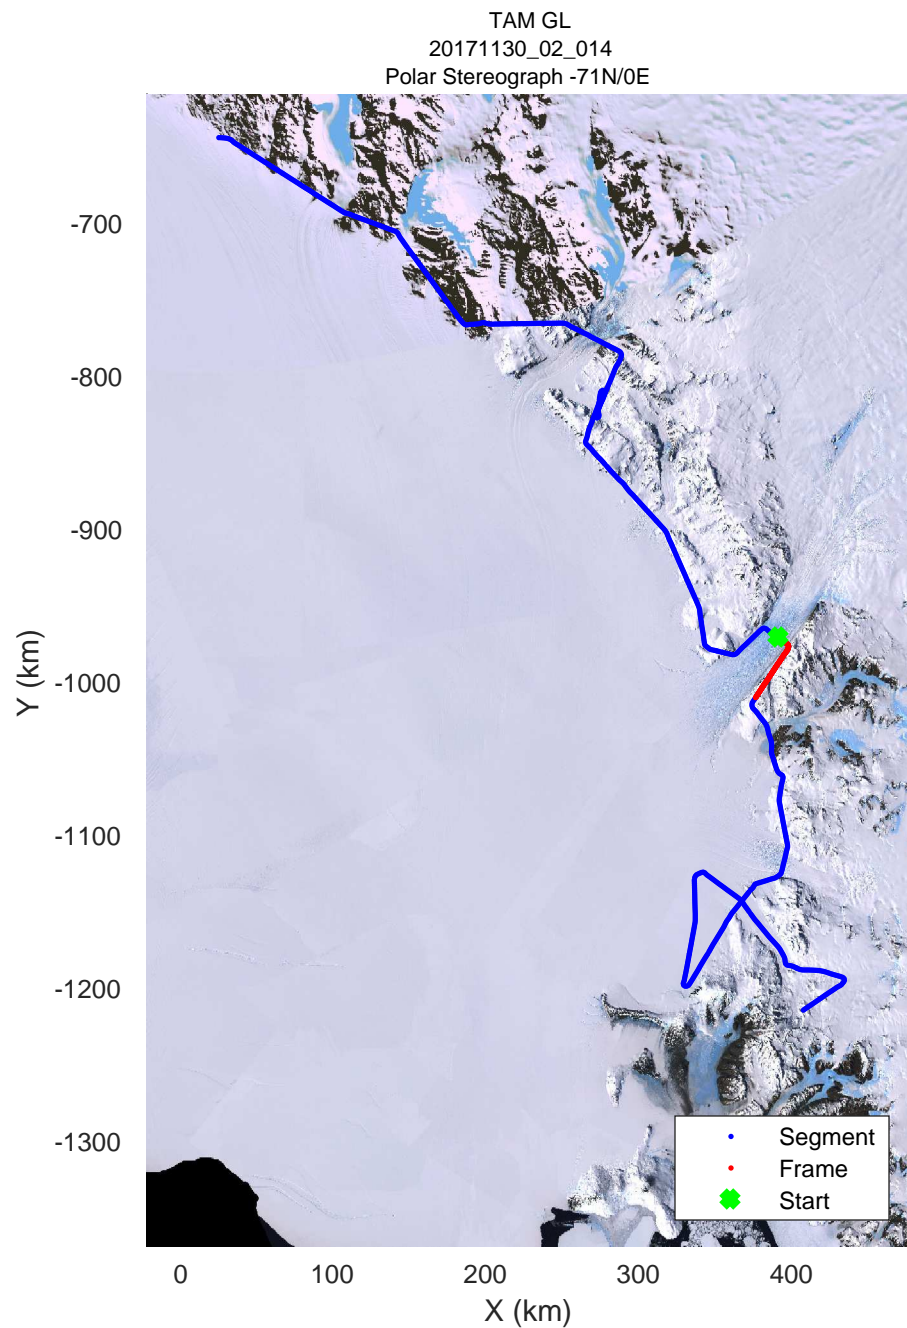 TAM GL
20171130_02_014
Polar Stereograph -71N/0E
-700
-800
-900
-1000
-1100
-1200
-1300
Y (km)
0 100 200 300 400
X (km)
Segment
Frame
Start